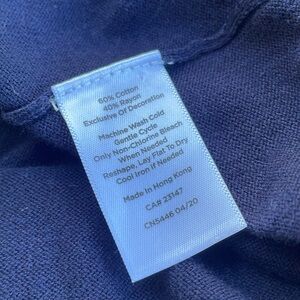 60% Cotton
40% Rayon
Exclusive Of Decoration
Machine Wash Cold
Gentle Cycle
Only Non-Chlorine Bleach
When Needed
Reshape, Lay Flat To Dry
Cool Iron if Needed
Made In Hong Kong
CA# 23147
CN5446 04/20